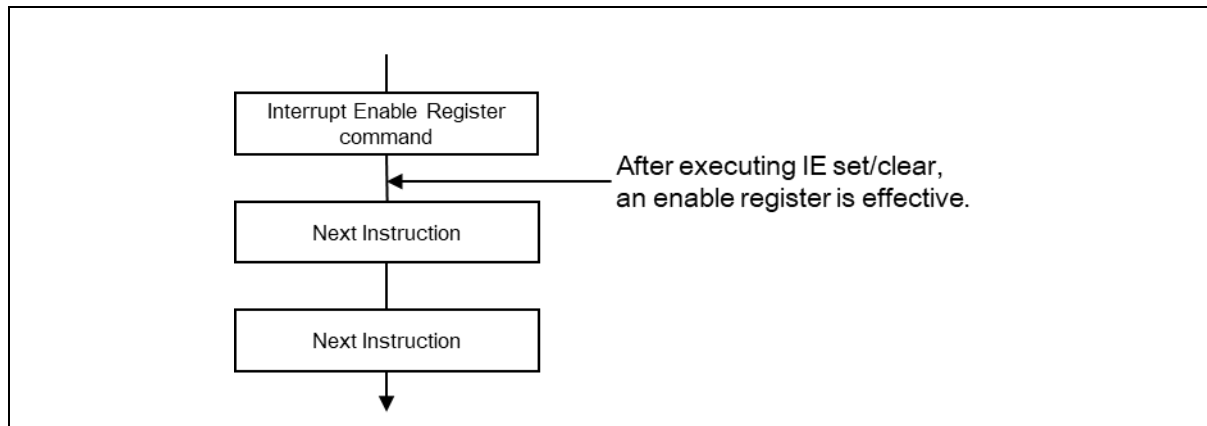 Interrupt Enable Register
command
After executing IE set/clear,
an enable register is effective.
Next Instruction
Next Instruction